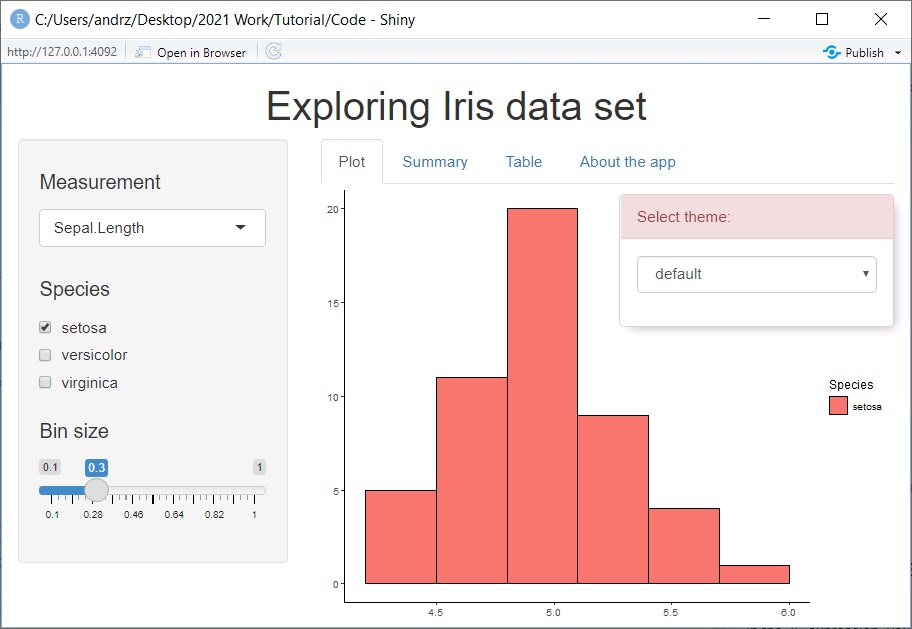 R C:/Users/andrz/Desktop/2021 Work/Tutorial/Code - Shiny
http://127.0.0.1:4092 Open in Browser Publish
Exploring Iris data set
Measurement
Sepal.Length
Species
setosa
versicolor
virginica
Bin size
0.1 0.3 1
0.1 0.28 0.46 0.64 0.82 1
Plot Summary Table About the app
Select theme:
default
20
15
10
5
0
4.5 5.0 5.5 6.0
Species
setosa